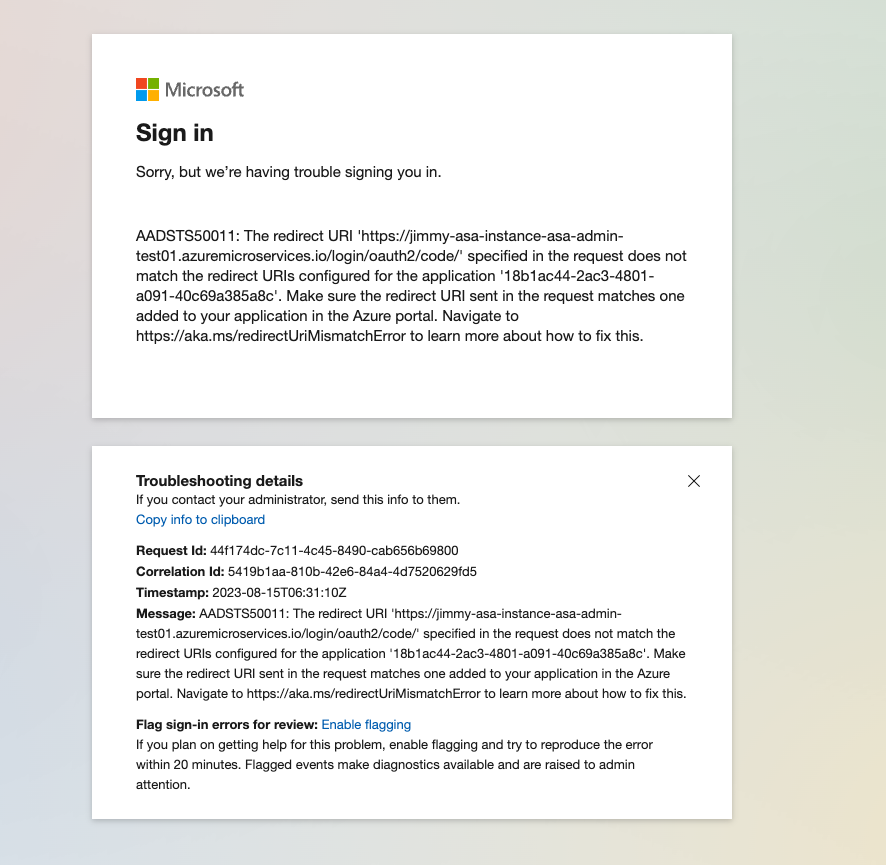 Microsoft
Sign in
Sorry, but we’re having trouble signing you in.
AADSTS50011: The redirect URI 'https://jimmy-asa-instance-asa-admin-
test01.azuremicroservices.io/login/oauth2/code/' specified in the request does not
match the redirect URIs configured for the application '18b1ac44-2ac3-4801-
a091-40c69a385a8c'. Make sure the redirect URI sent in the request matches one
added to your application in the Azure portal. Navigate to
https://aka.ms/redirectUriMismatchError to learn more about how to fix this.
Troubleshooting details
If you contact your administrator, send this info to them.
Copy info to clipboard
Request Id: 44f174dc-7c11-4c45-8490-cab656b69800
Correlation Id: 5419b1aa-810b-42e6-84a4-4d7520629fd5
Timestamp: 2023-08-15T06:31:10Z
Message: AADSTS50011: The redirect URI 'https://jimmy-asa-instance-asa-admin-
test01.azuremicroservices.io/login/oauth2/code/' specified in the request does not match the
redirect URIs configured for the application '18b1ac44-2ac3-4801-a091-40c69a385a8c'. Make
sure the redirect URI sent in the request matches one added to your application in the Azure
portal. Navigate to https://aka.ms/redirectUriMismatchError to learn more about how to fix this.
Flag sign-in errors for review: Enable flagging
If you plan on getting help for this problem, enable flagging and try to reproduce the error
within 20 minutes. Flagged events make diagnostics available and are raised to admin
attention.